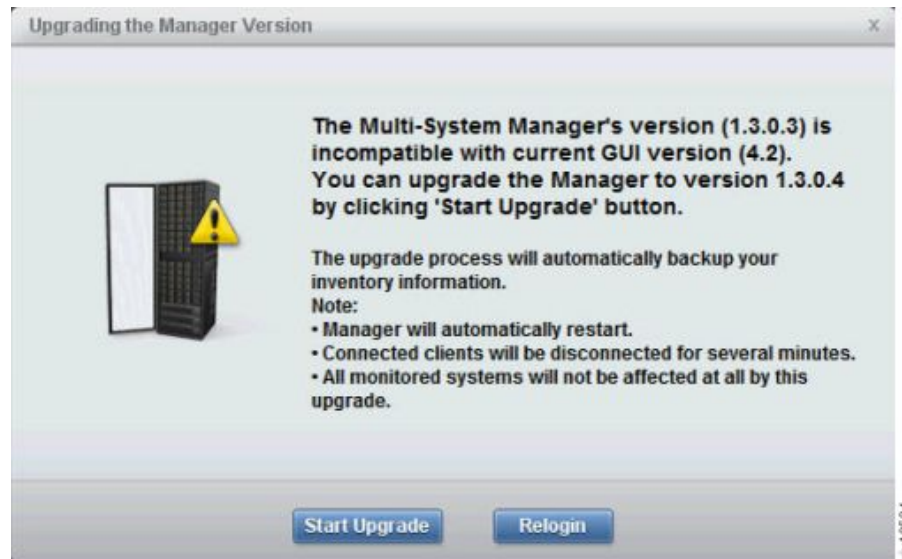 Upgrading the Manager Version
x
The Multi-System Manager's version (1.3.0.3) is
incompatible with current GUI version (4.2).
You can upgrade the Manager to version 1.3.0.4
by clicking 'Start Upgrade' button.
The upgrade process will automatically backup your
inventory information.
Note:
• Manager will automatically restart.
• Connected clients will be disconnected for several minutes.
• All monitored systems will not be affected at all by this
upgrade.
Start Upgrade
Relogin